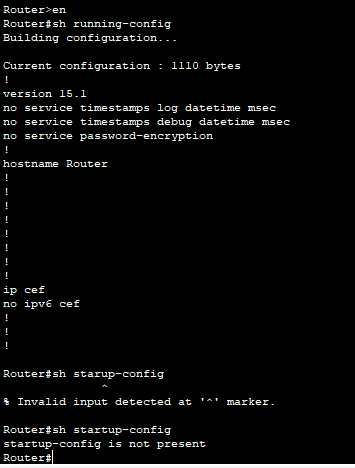 Router>en
Router#sh running-config
Building configuration...
Current configuration : 1110 bytes
!
version 15.1
no service timestamps log datetime msec
no service timestamps debug datetime msec
no service password-encryption
!
hostname Router
!
!
!
!
!
!
!
!
ip cef
no ipv6 cef
!
!
!
Router#sh starup-config
^
% Invalid input detected at '^' marker.
Router#sh startup-config
startup-config is not present
Router#